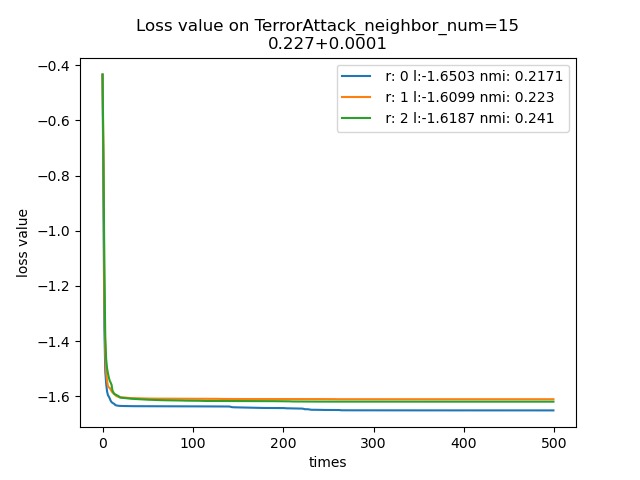 Loss value on TerrorAttack_neighbor_num=15
0.227+0.0001
r: 0 l:-1.6503 nmi: 0.2171
r: 1 l:-1.6099 nmi: 0.223
r: 2 l:-1.6187 nmi: 0.241
loss value
−0.4
−0.6
−0.8
−1.0
−1.2
−1.4
−1.6
0 100 200 300 400 500
times